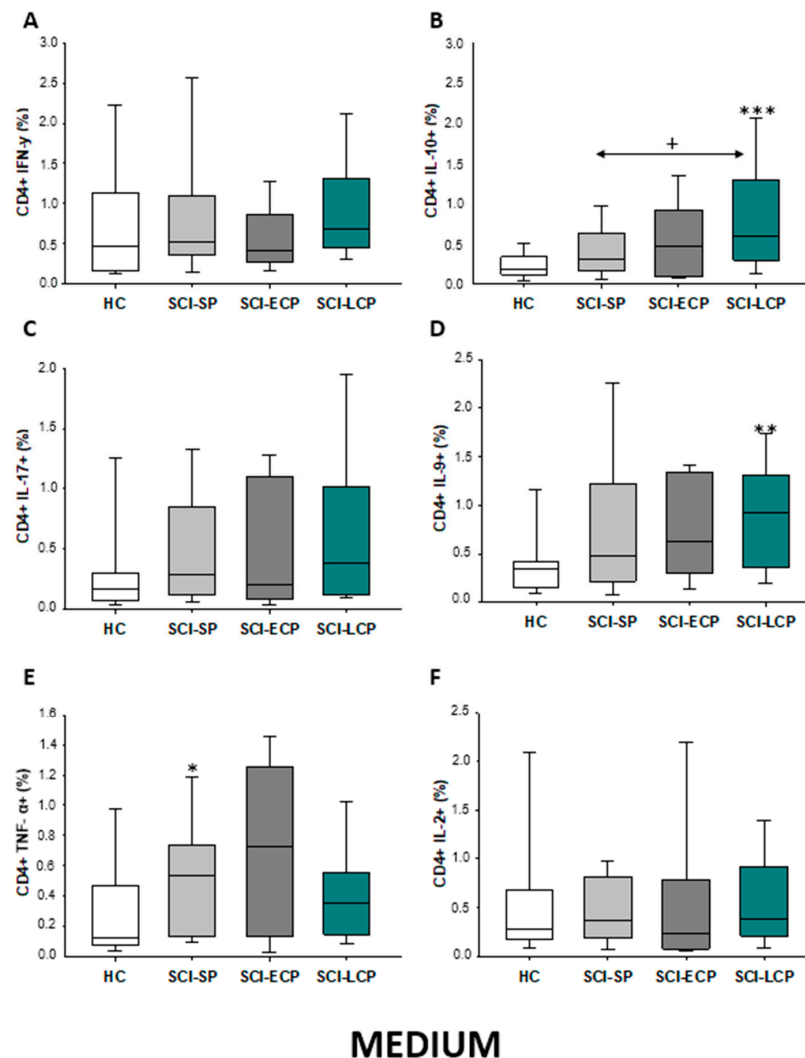 A
CD4+ IFN-y (%)
3.0
2.5
2.0
1.5
1.0
0.5
0.0
HC SCI-SP SCI-ECP SCI-LCP
B
CD4+ IL-10+ (%)
3.0
2.5
2.0
1.5
1.0
0.5
0.0
***
+
HC SCI-SP SCI-ECP SCI-LCP
C
CD4+ IL-17+ (%)
2.0
1.5
1.0
0.5
0.0
HC SCI-SP SCI-ECP SCI-LCP
D
CD4+ IL-9+ (%)
2.5
2.0
1.5
1.0
0.5
0.0
**
HC SCI-SP SCI-ECP SCI-LCP
E
CD4+ TNF- α+ (%)
1.6
1.4
1.2
1.0
0.8
0.6
0.4
0.2
0.0
*
HC SCI-SP SCI-ECP SCI-LCP
F
CD4+ IL-2+ (%)
2.5
2.0
1.5
1.0
0.5
0.0
HC SCI-SP SCI-ECP SCI-LCP
MEDIUM